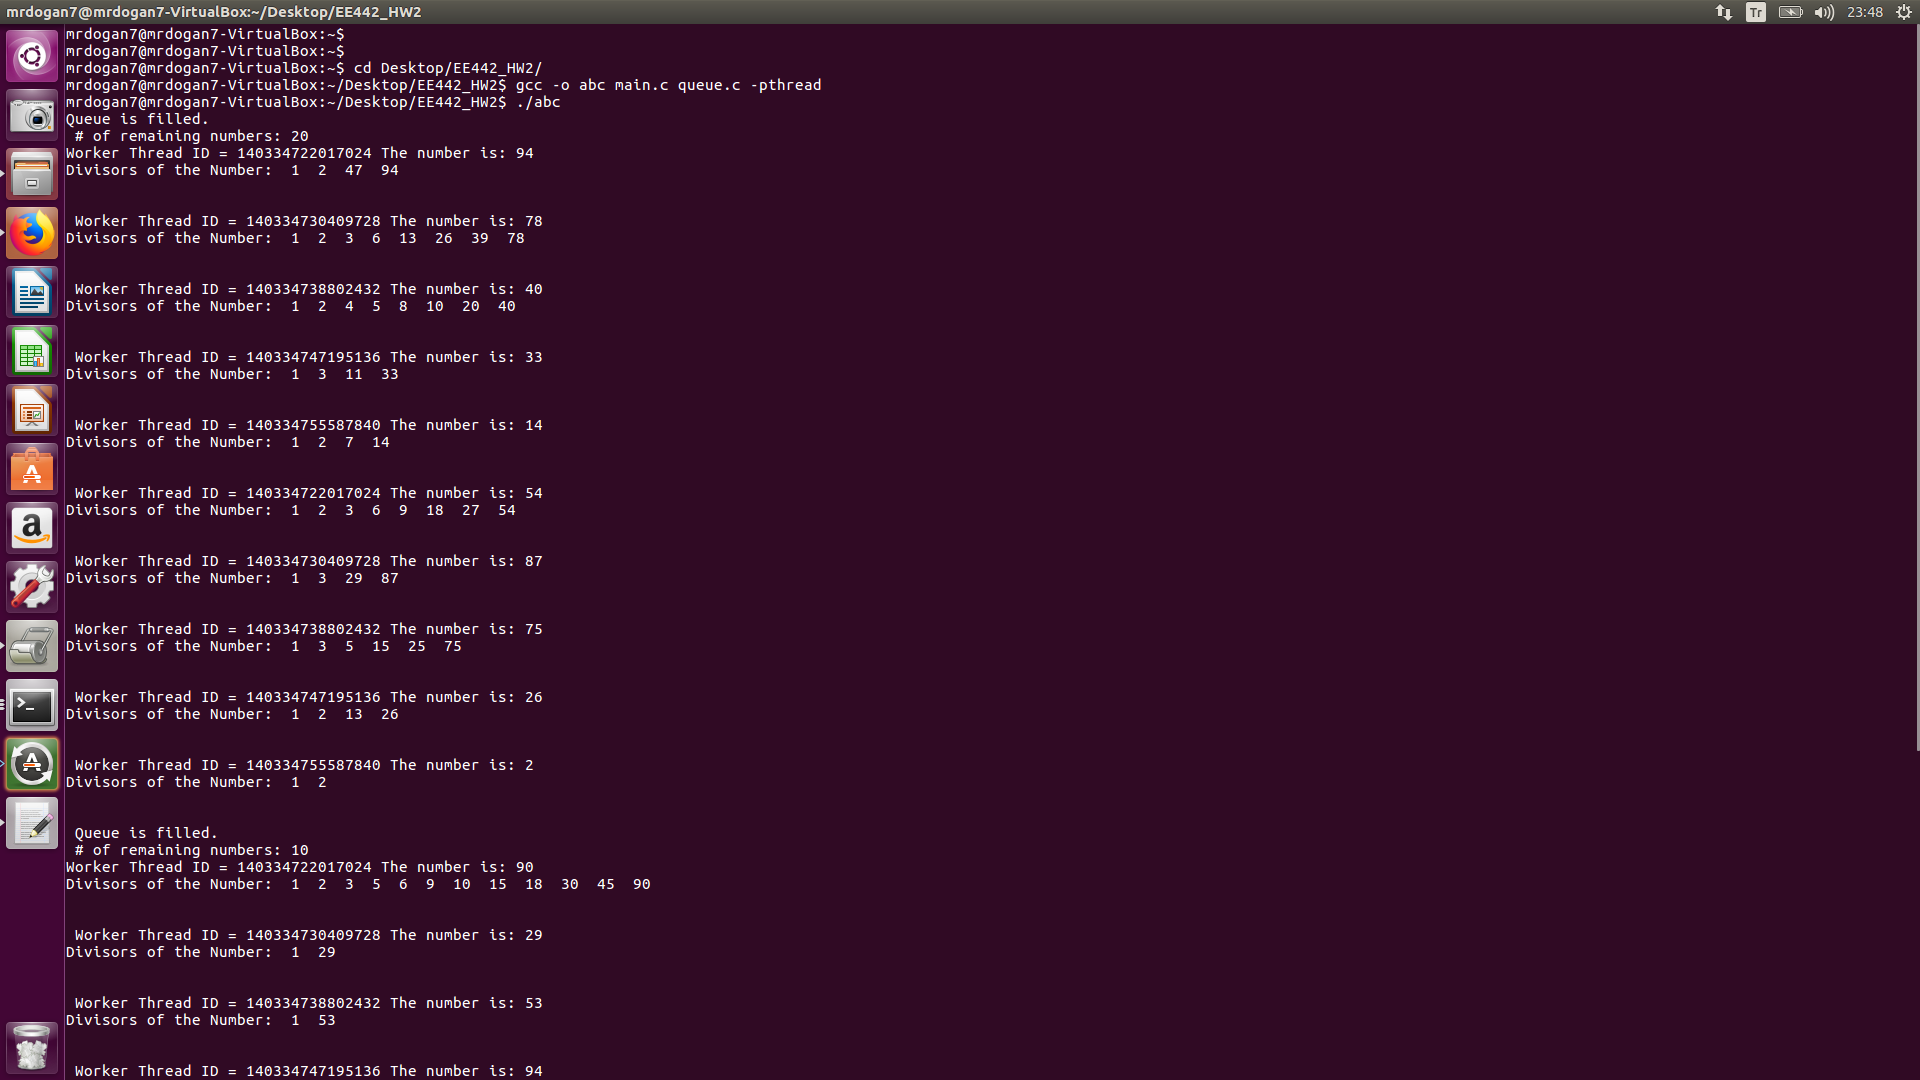 mrdogan7@mrdogan7-VirtualBox:~/Desktop/EE442_HW2
Tr
23:48
mrdogan7@mrdogan7-VirtualBox:~$
mrdogan7@mrdogan7-VirtualBox:~$
mrdogan7@mrdogan7-VirtualBox:~$ cd Desktop/EE442_HW2/
mrdogan7@mrdogan7-VirtualBox:~/Desktop/EE442_HW2$ gcc -o abc main.c queue.c -pthread
mrdogan7@mrdogan7-VirtualBox:~/Desktop/EE442_HW2$ ./abc
Queue is filled.
# of remaining numbers: 20
Worker Thread ID = 140334722017024 The number is: 94
Divisors of the Number:  1  2  47  94
Worker Thread ID = 140334730409728 The number is: 78
Divisors of the Number:  1  2  3  6  13  26  39  78
Worker Thread ID = 140334738802432 The number is: 40
Divisors of the Number:  1  2  4  5  8  10  20  40
Worker Thread ID = 140334747195136 The number is: 33
Divisors of the Number:  1  3  11  33
Worker Thread ID = 140334755587840 The number is: 14
Divisors of the Number:  1  2  7  14
Worker Thread ID = 140334722017024 The number is: 54
Divisors of the Number:  1  2  3  6  9  18  27  54
Worker Thread ID = 140334730409728 The number is: 87
Divisors of the Number:  1  3  29  87
Worker Thread ID = 140334738802432 The number is: 75
Divisors of the Number:  1  3  5  15  25  75
Worker Thread ID = 140334747195136 The number is: 26
Divisors of the Number:  1  2  13  26
Worker Thread ID = 140334755587840 The number is: 2
Divisors of the Number:  1  2
Queue is filled.
# of remaining numbers: 10
Worker Thread ID = 140334722017024 The number is: 90
Divisors of the Number:  1  2  3  5  6  9  10  15  18  30  45  90
Worker Thread ID = 140334730409728 The number is: 29
Divisors of the Number:  1  29
Worker Thread ID = 140334738802432 The number is: 53
Divisors of the Number:  1  53
Worker Thread ID = 140334747195136 The number is: 94